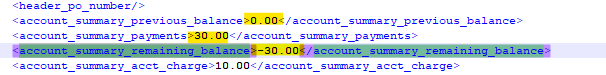 <header_po_number/>
<account_summary_previous_balance>0.00</account_summary_previous_balance>
<account_summary_payments>30.00</account_summary_payments>
<account_summary_remaining_balance>-30.00</account_summary_remaining_balance>
<account_summary_acct_charge>10.00</account_summary_acct_charge>